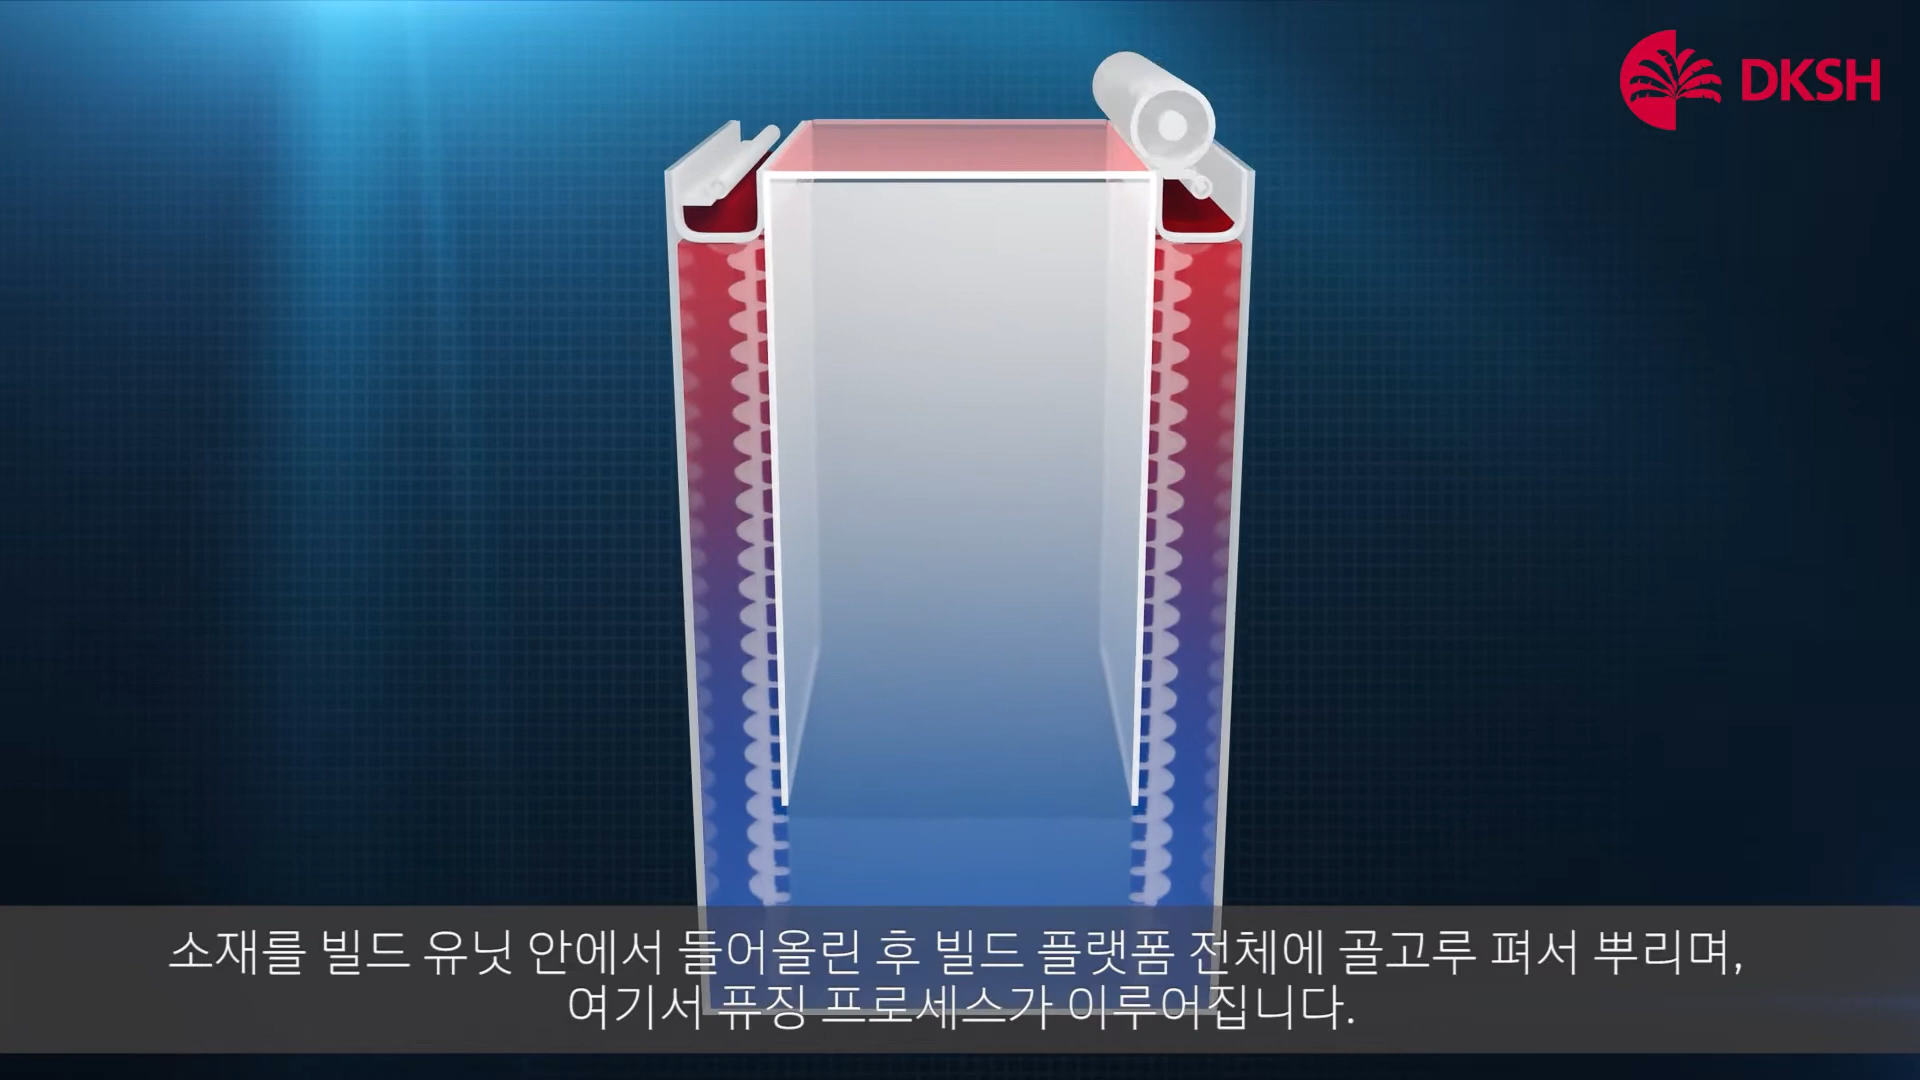 DKSH
소재를 빌드 유닛 안에서 들어올린 후 빌드 플랫폼 전체에 골고루 펴서 뿌리며,
여기서 퓨징 프로세스가 이루어집니다.